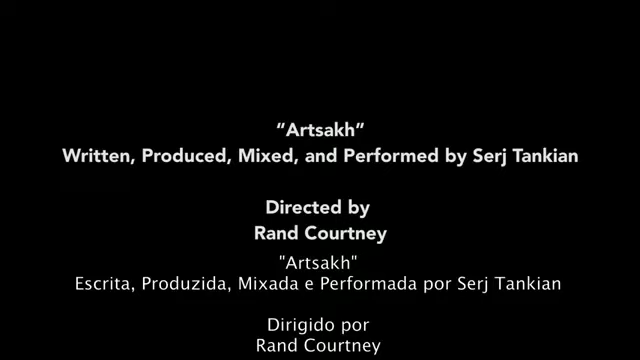 ”Artsakh”
Written, Produced, Mixed, and Performed by Serj Tankian
Directed by
Rand Courtney
"Artsakh"
Escrita, Produzida, Mixada e Performada por Serj Tankian
Dirigido por
Rand Courtney